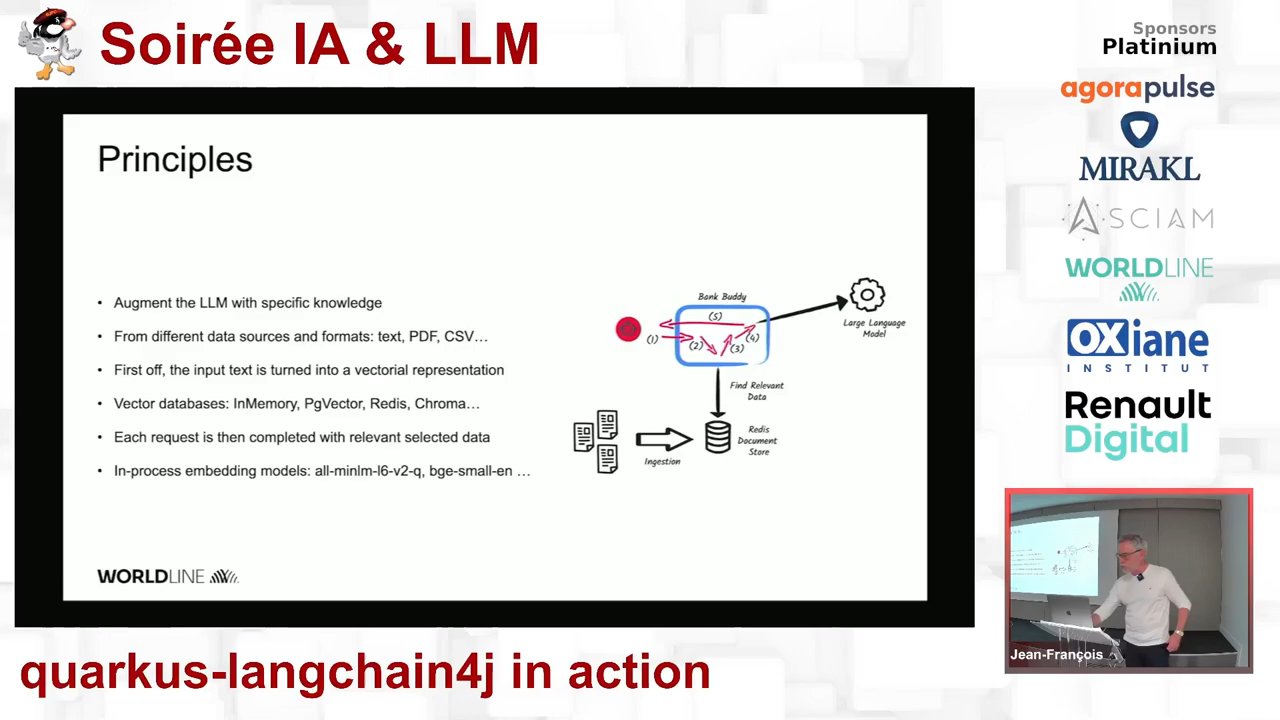 Soirée IA & LLM
Sponsors
Platinium
agorapulse
MIRAKL
ASCIAM
WORLDLINE
OXiane
INSTITUT
Renault
Digital
Principles
• Augment the LLM with specific knowledge
• From different data sources and formats: text, PDF, CSV…
• First off, the input text is turned into a vectorial representation
• Vector databases: InMemory, PgVector, Redis, Chroma…
• Each request is then completed with relevant selected data
• In-process embedding models: all-minlm-l6-v2-q, bge-small-en …
Bank Buddy
(5)
(1)
(2)
(3)
(4)
Large Language
Model
Find Relevant
Data
Redis
Document
Store
Ingestion
WORLDLINE
Jean-François
quarkus-langchain4j in action